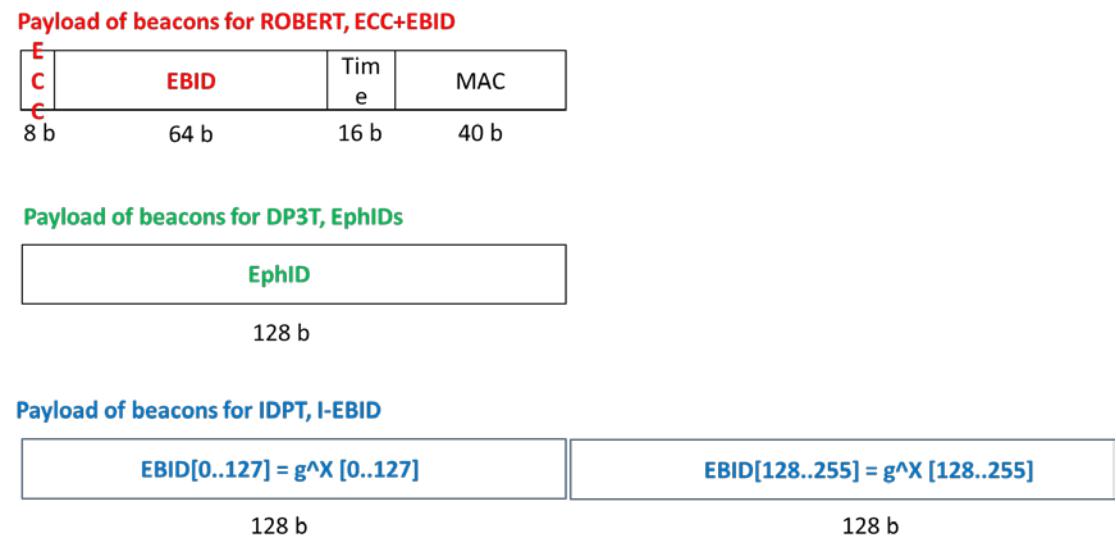 Payload of beacons for ROBERT, ECC+EBID
E
C
C
EBID
Tim
e
MAC
8 b
64 b
16 b
40 b
Payload of beacons for DP3T, EphIDs
EphID
128 b
Payload of beacons for IDPT, I-EBID
EBID[0..127] = g^X [0..127]
EBID[128..255] = g^X [128..255]
128 b
128 b